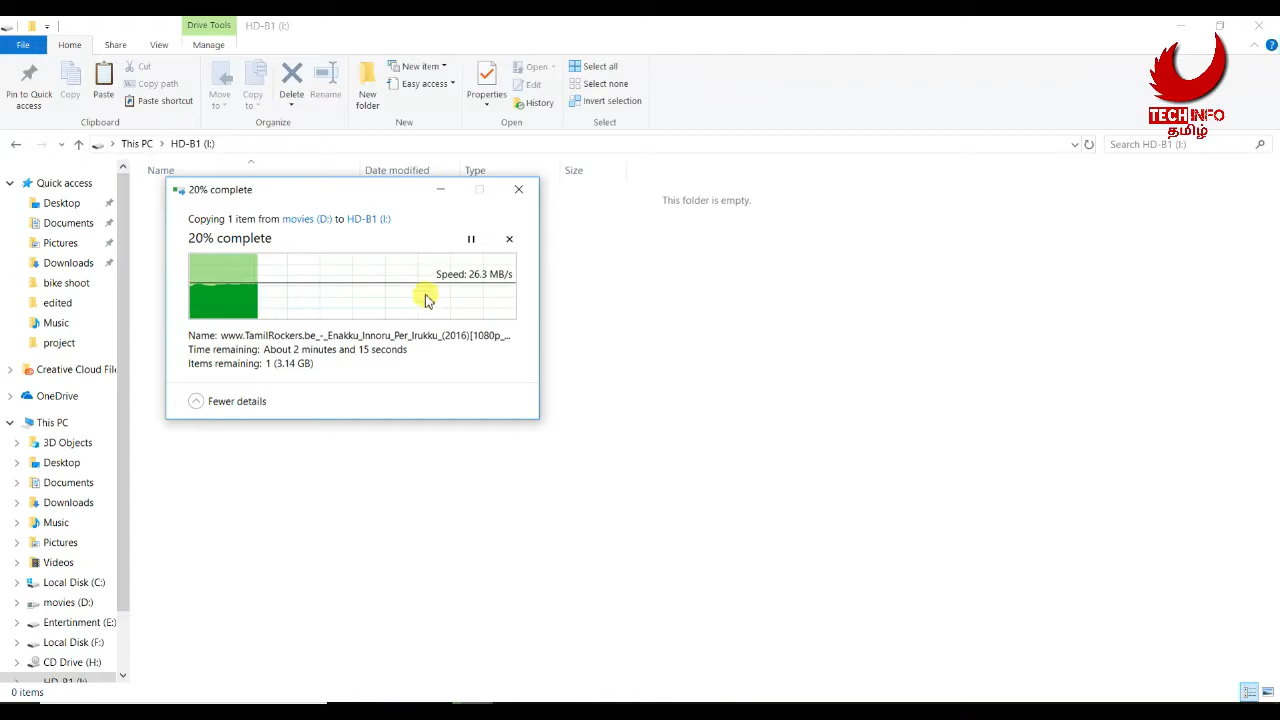 Drive Tools
HD-B1 (I:)
File
Home
Share
View
Manage
Pin to Quick access
Copy
Paste
Cut
Copy path
Paste shortcut
Clipboard
Move to
Copy to
Delete
Rename
Organize
New folder
New item
Easy access
New
Properties
Open
Edit
History
Open
Select all
Select none
Invert selection
Select
TECH INFO
தமிழ்
This PC
HD-B1 (I:)
Search HD-B1 (I:)
Name
Date modified
Type
Size
This folder is empty.
Quick access
Desktop
Documents
Pictures
Downloads
bike shoot
edited
Music
project
Creative Cloud Fil
OneDrive
This PC
3D Objects
Desktop
Documents
Downloads
Music
Pictures
Videos
Local Disk (C:)
movies (D:)
Entertinment (E:)
Local Disk (F:)
CD Drive (H:)
HD-B1 (I:)
20% complete
Copying 1 item from movies (D:) to HD-B1 (I:)
20% complete
Speed: 26.3 MB/s
Name: www.TamilRockers.be_-_Enakku_Innoru_Per_Irukku_(2016)[1080p_...
Time remaining: About 2 minutes and 15 seconds
Items remaining: 1 (3.14 GB)
Fewer details
0 items